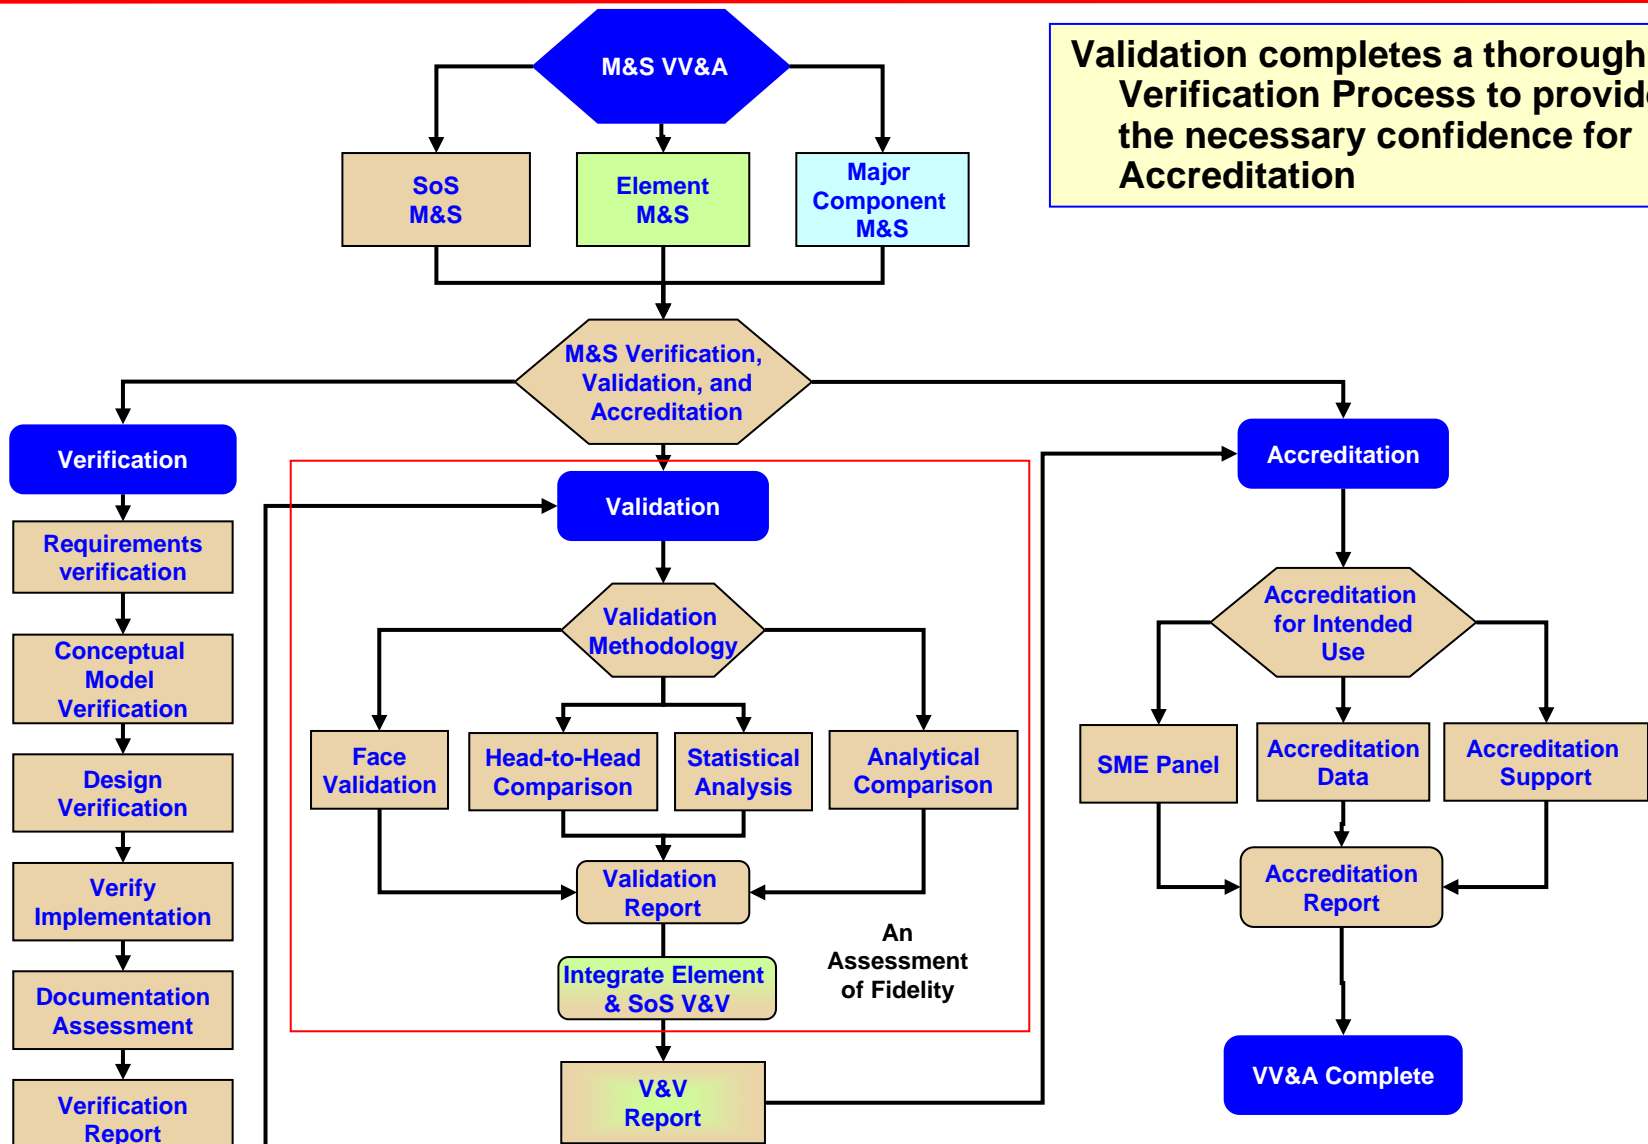 M&S VV&A
Validation completes a thorough
Verification Process to provide
the necessary confidence for
Accreditation
SoS
M&S
Element
M&S
Major
Component
M&S
M&S Verification,
Validation, and
Accreditation
Verification
Requirements
verification
Conceptual
Model
Verification
Design
Verification
Verify
Implementation
Documentation
Assessment
Verification
Report
Validation
Validation
Methodology
Face
Validation
Head-to-Head
Comparison
Statistical
Analysis
Analytical
Comparison
Validation
Report
An
Assessment
of Fidelity
Integrate Element
& SoS V&V
V&V
Report
Accreditation
Accreditation
for Intended
Use
SME Panel
Accreditation
Data
Accreditation
Support
Accreditation
Report
VV&A Complete